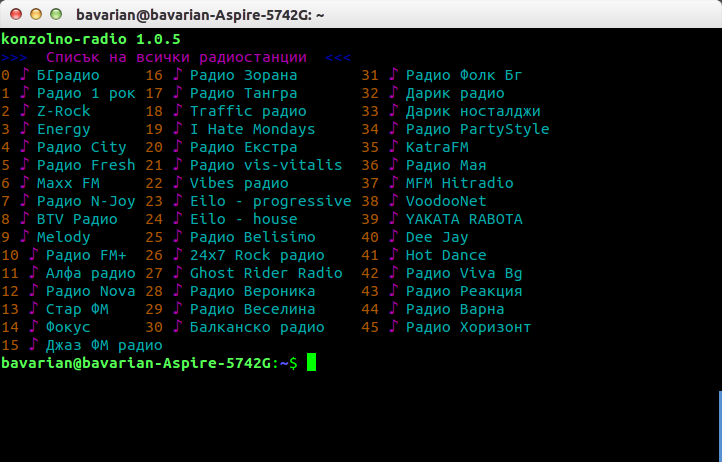 bavarian@bavarian-Aspire-5742G: ~
konzolno-radio 1.0.5
>>> Списък на всички радиостанции <<<
0 ♪ БГрадио 16 ♪ Радио Зорана 31 ♪ Радио Фолк Бг
1 ♪ Радио 1 рок 17 ♪ Радио Тангра 32 ♪ Дарик радио
2 ♪ Z-Rock 18 ♪ Traffic радио 33 ♪ Дарик носталджи
3 ♪ Energy 19 ♪ I Hate Mondays 34 ♪ Радио PartyStyle
4 ♪ Радио City 20 ♪ Радио Екстра 35 ♪ KatraFM
5 ♪ Радио Fresh 21 ♪ Радио vis-vitalis 36 ♪ Радио Мая
6 ♪ Maxx FM 22 ♪ Vibes радио 37 ♪ MFM Hitradio
7 ♪ Радио N-Joy 23 ♪ Eilo - progressive 38 ♪ VoodooNet
8 ♪ BTV Радио 24 ♪ Eilo - house 39 ♪ YAKATA RABOTA
9 ♪ Melody 25 ♪ Радио Belisimo 40 ♪ Dee Jay
10 ♪ Радио FM+ 26 ♪ 24x7 Rock радио 41 ♪ Hot Dance
11 ♪ Алфа радио 27 ♪ Ghost Rider Radio 42 ♪ Радио Viva Bg
12 ♪ Радио Nova 28 ♪ Радио Вероника 43 ♪ Радио Реакция
13 ♪ Стар ФМ 29 ♪ Радио Веселина 44 ♪ Радио Варна
14 ♪ Фокус 30 ♪ Балканско радио 45 ♪ Радио Хоризонт
15 ♪ Джаз ФМ радио
bavarian@bavarian-Aspire-5742G:~$